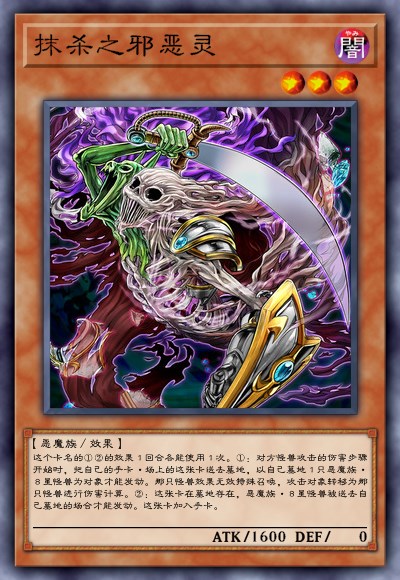 抹杀之邪恶灵
やみ
闇
【恶魔族/效果】
这个卡名的①②的效果1回合各能使用1次。①：对方怪兽攻击的伤害步骤
开始时，把自己的手卡·场上的这张卡送去墓地，以自己墓地1只恶魔族·
8星怪兽为对象才能发动。那只怪兽效果无效特殊召唤，攻击对象转移为那
只怪兽进行伤害计算。②：这张卡在墓地存在，恶魔族·8星怪兽被送去自
己墓地的场合才能发动。这张卡加入手卡。
ATK/1600 DEF/ 0